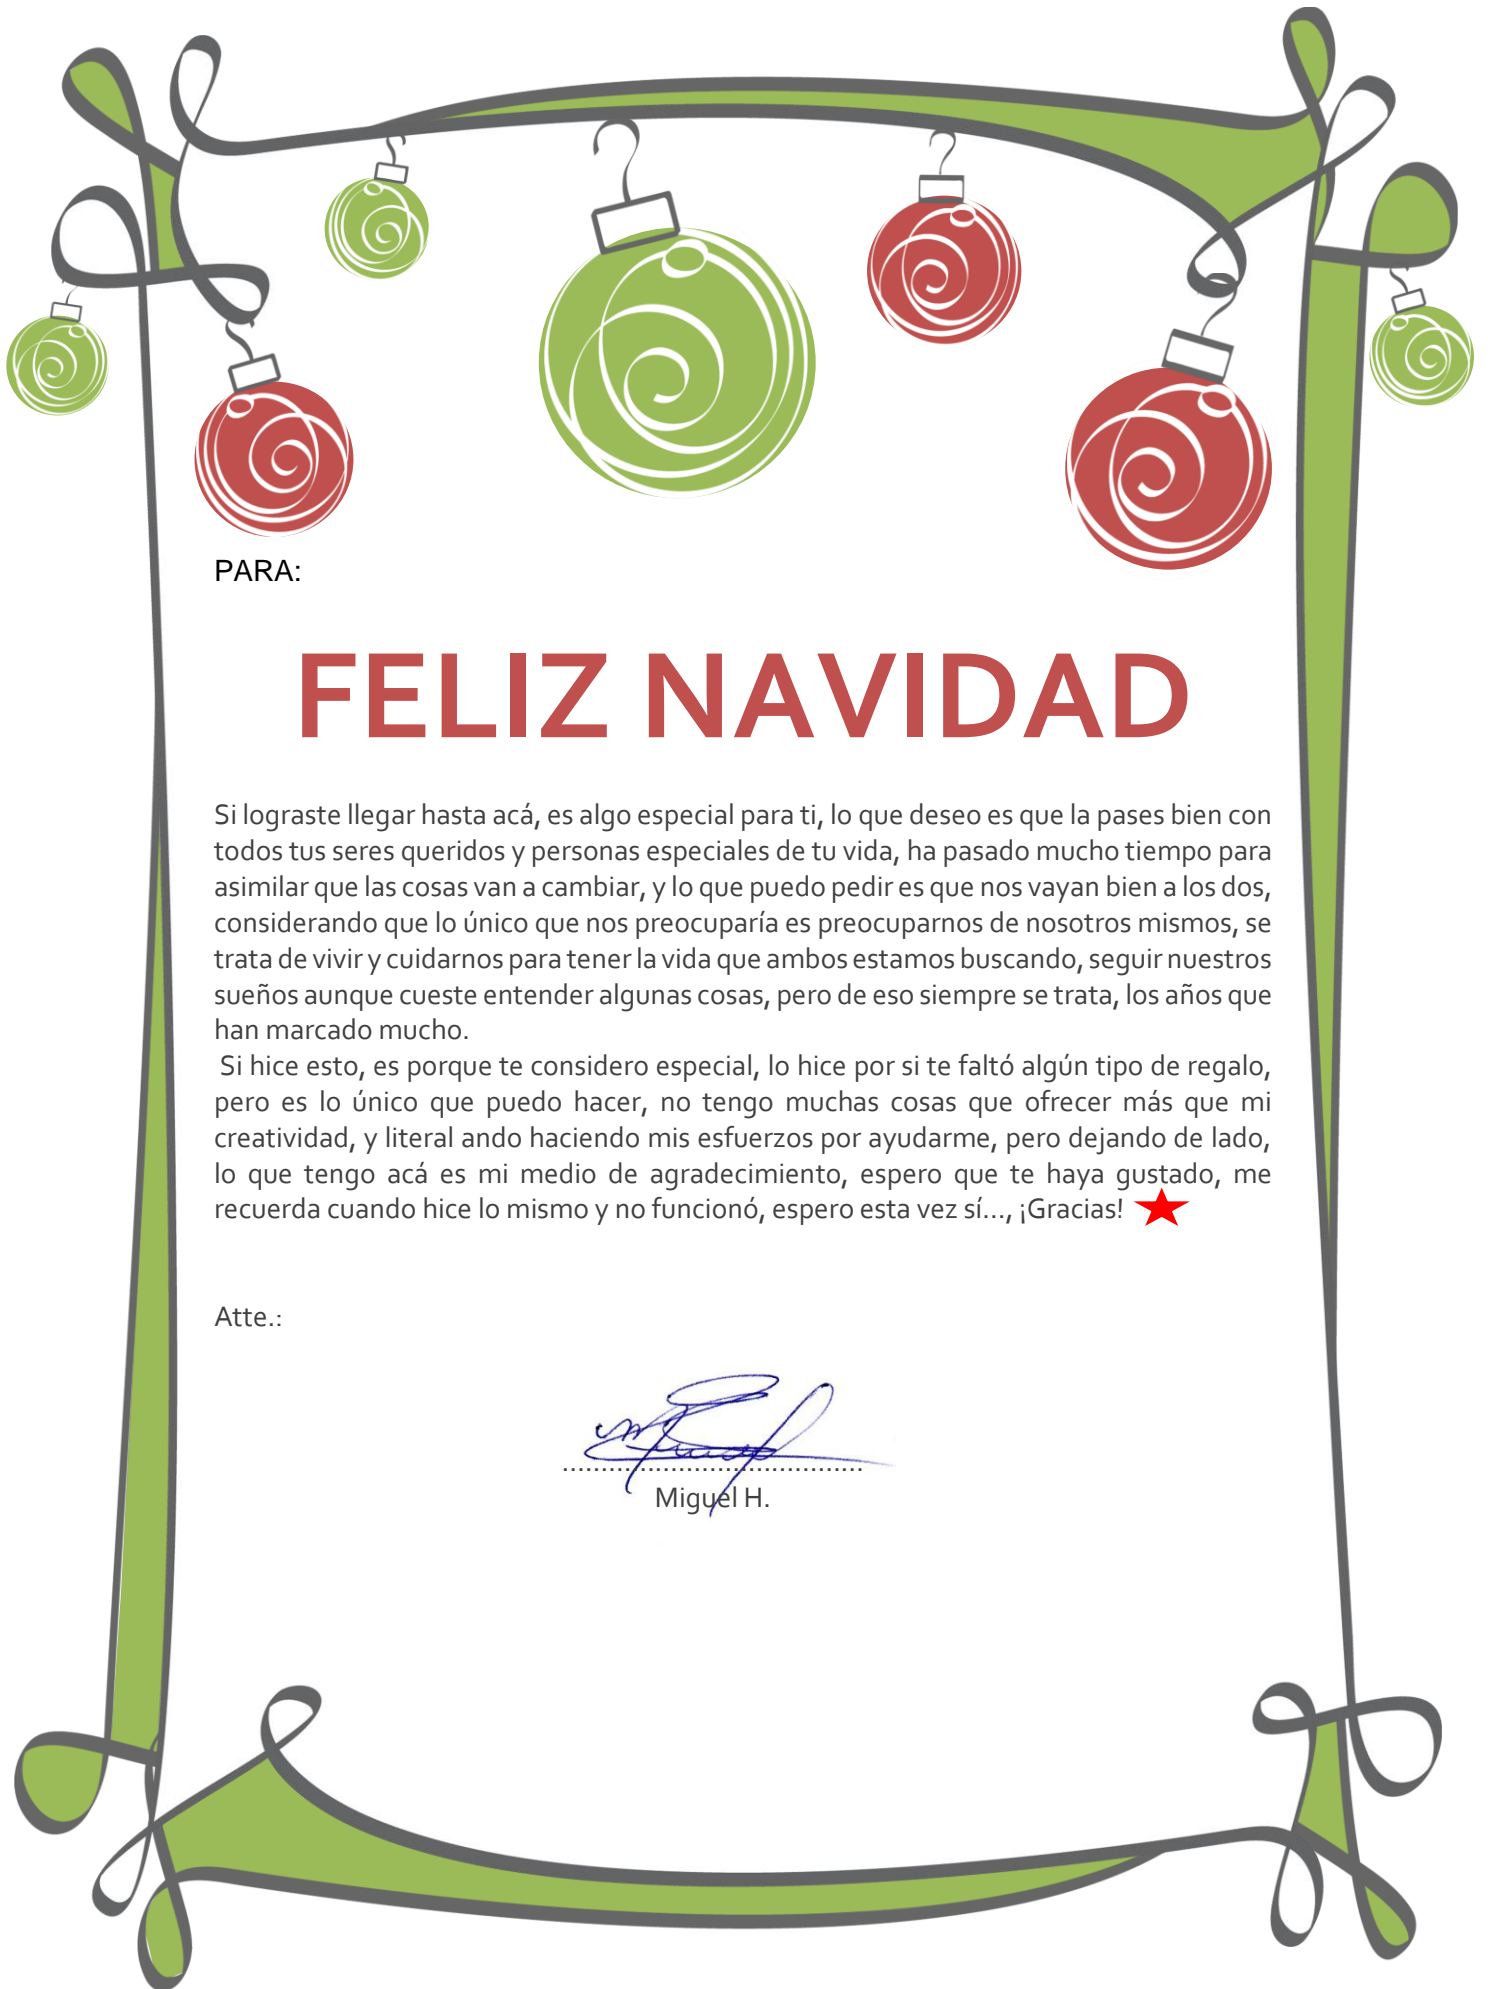 PARA:
FELIZ NAVIDAD
Si lograste llegar hasta acá, es algo especial para ti, lo que deseo es que la pases bien con
todos tus seres queridos y personas especiales de tu vida, ha pasado mucho tiempo para
asimilar que las cosas van a cambiar, y lo que puedo pedir es que nos vayan bien a los dos,
considerando que lo único que nos preocuparía es preocuparnos de nosotros mismos, se
trata de vivir y cuidarnos para tener la vida que ambos estamos buscando, seguir nuestros
sueños aunque cueste entender algunas cosas, pero de eso siempre se trata, los años que
han marcado mucho.
Si hice esto, es porque te considero especial, lo hice por si te faltó algún tipo de regalo,
pero es lo único que puedo hacer, no tengo muchas cosas que ofrecer más que mi
creatividad, y literal ando haciendo mis esfuerzos por ayudarme, pero dejando de lado,
lo que tengo acá es mi medio de agradecimiento, espero que te haya gustado, me
recuerda cuando hice lo mismo y no funcionó, espero esta vez sí..., ¡Gracias!
Atte.:
Miguel H.